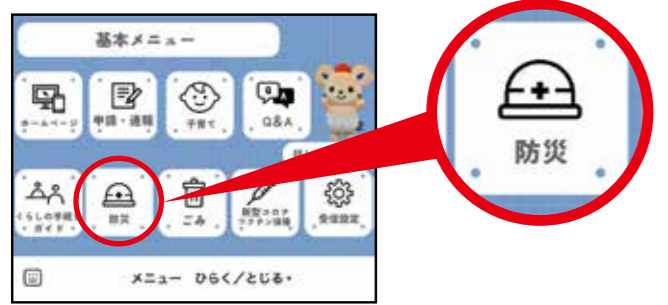 基本メニュー
ホームページ
申請・通報
子育て
Q&A
くらしの手続き
ガイド
防災
ごみ
新型コロナ
ワクチン接種
受信設定
メニュー ひらく/とじる・
防災